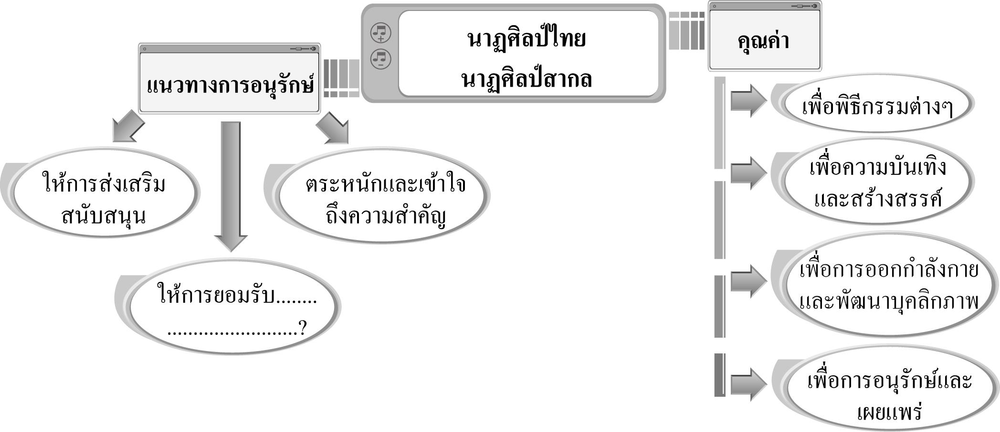 นาฏศิลป์ไทย
นาฏศิลป์สากล
แนวทางการอนุรักษ์
ให้การส่งเสริม
สนับสนุน
ให้การยอมรับ........
.........................?
ตระหนักและเข้าใจ
ถึงความสำคัญ
คุณค่า
เพื่อพิธีกรรมต่างๆ
เพื่อความบันเทิง
และสร้างสรรค์
เพื่อการออกกำลังกาย
และพัฒนาบุคลิกภาพ
เพื่อการอนุรักษ์และ
เผยแพร่